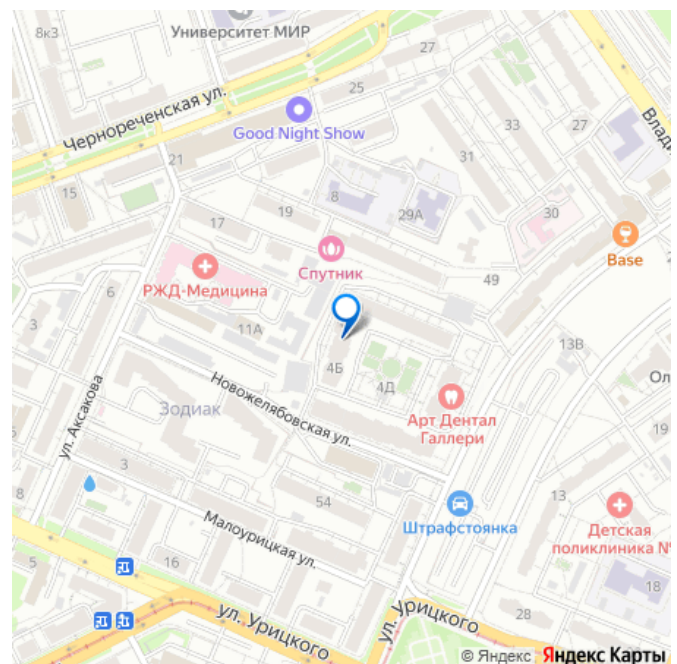 8к3
Университет МИР
27
Чернореченская ул.
25
Good Night Show
33
27
21
31
15
8
29А
30
17
19
Спутник
Base
49
РЖД-Медицина
6
3
11А
13В
4Б
4Д
Новожелябовская ул.
Зодиак
Арт Дентал
Галлери
ул. Аксакова
19
3
8
54
13
Штрафстоянка
Детская
поликлиника №
Малоурицкая ул.
5
16
18
ул. Урицкого
ул. Урицкого
28
© Яндекс Яндекс Карты